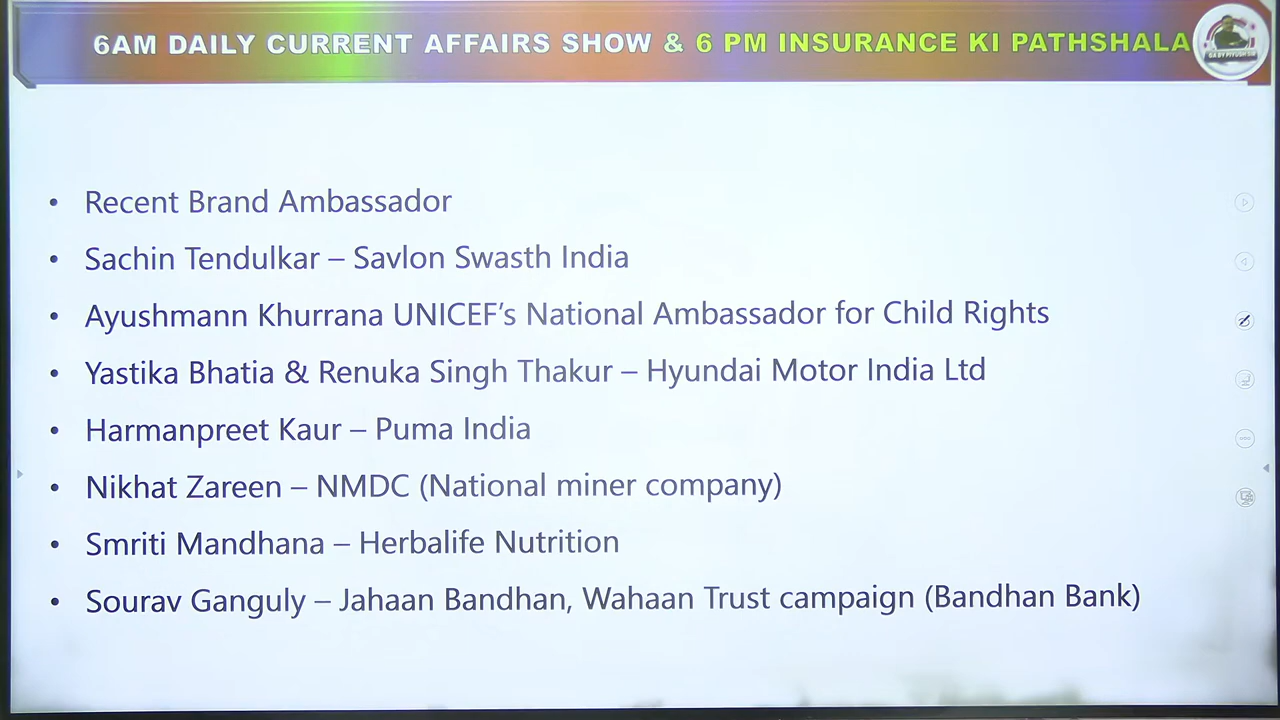 6AM DAILY CURRENT AFFAIRS SHOW & 6 PM INSURANCE KI PATHSHALA
• Recent Brand Ambassador
• Sachin Tendulkar – Savlon Swasth India
• Ayushmann Khurrana UNICEF's National Ambassador for Child Rights
• Yastika Bhatia & Renuka Singh Thakur – Hyundai Motor India Ltd
• Harmanpreet Kaur – Puma India
• Nikhat Zareen – NMDC (National miner company)
• Smriti Mandhana – Herbalife Nutrition
• Sourav Ganguly – Jahaan Bandhan, Wahaan Trust campaign (Bandhan Bank)